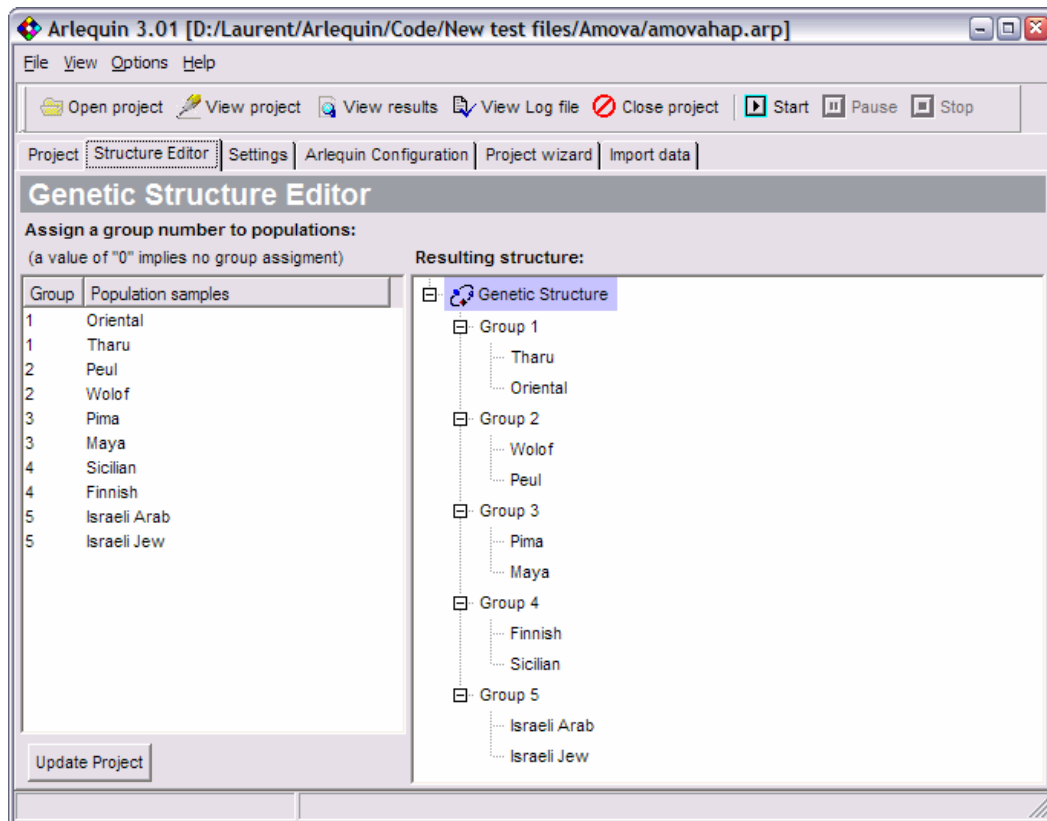 Arlequin 3.01 [D:/Laurent/Arlequin/Code/New test files/Amova/amovahap.arp]
File View Options Help
Open project View project View results View Log file Close project Start Pause Stop
Project Structure Editor Settings Arlequin Configuration Project wizard Import data
Genetic Structure Editor
Assign a group number to populations:
(a value of "0" implies no group assigment)
Group Population samples
1 Oriental
1 Tharu
2 Peul
2 Wolof
3 Pima
3 Maya
4 Sicilian
4 Finnish
5 Israeli Arab
5 Israeli Jew
Update Project
Resulting structure:
Genetic Structure
Group 1
Tharu
Oriental
Group 2
Wolof
Peul
Group 3
Pima
Maya
Group 4
Finnish
Sicilian
Group 5
Israeli Arab
Israeli Jew